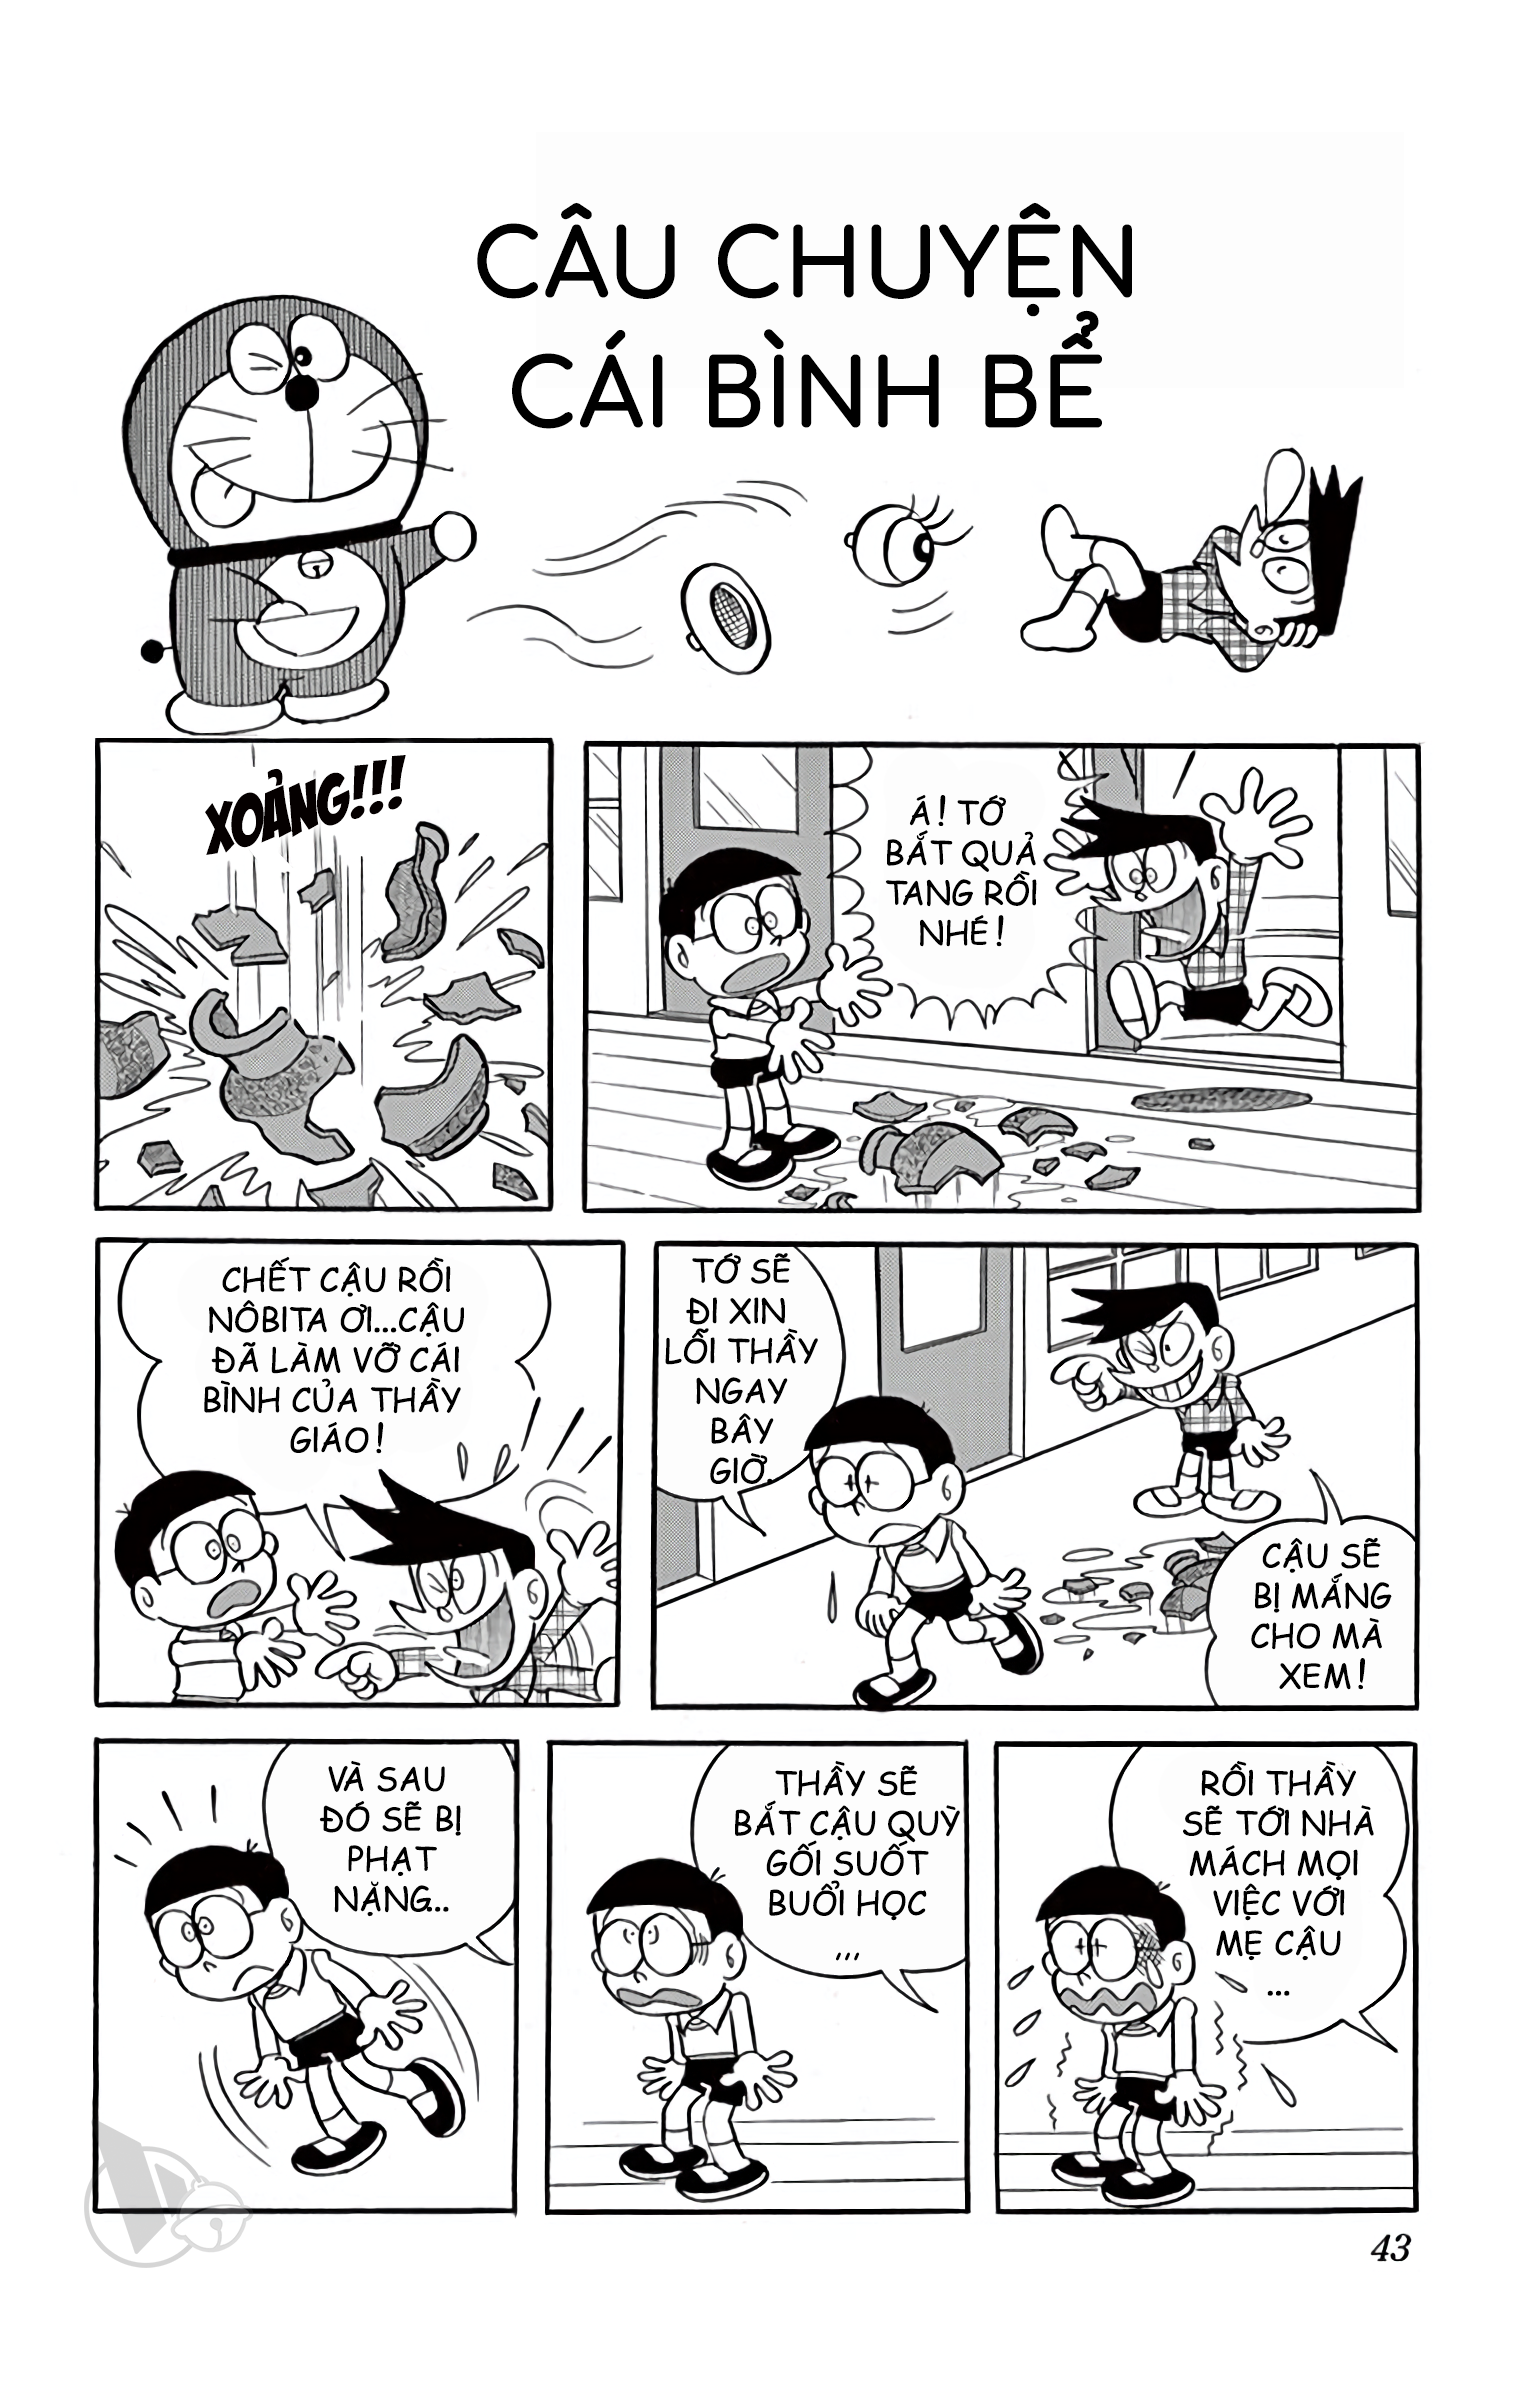 CÂU CHUYỆN
CÁI BÌNH BỂ
XOẢNG!!!
Á! TỚ
BẮT QUẢ
TANG RỒI
NHÉ!
CHẾT CẬU RỒI
NÔBITA ƠI...CẬU
ĐÃ LÀM VỠ CÁI
BÌNH CỦA THẦY
GIÁO!
TỚ SẼ
ĐI XIN
LỖI THẦY
NGAY
BÂY
GIỜ.
CẬU SẼ
BỊ MẮNG
CHO MÀ
XEM!
VÀ SAU
ĐÓ SẼ BỊ
PHẠT
NẶNG...
THẦY SẼ
BẮT CẬU QUỲ
GỐI SUỐT
BUỔI HỌC
...
RỒI THẦY
SẼ TỚI NHÀ
MÁCH MỌI
VIỆC VỚI
MẸ CẬU
...
43